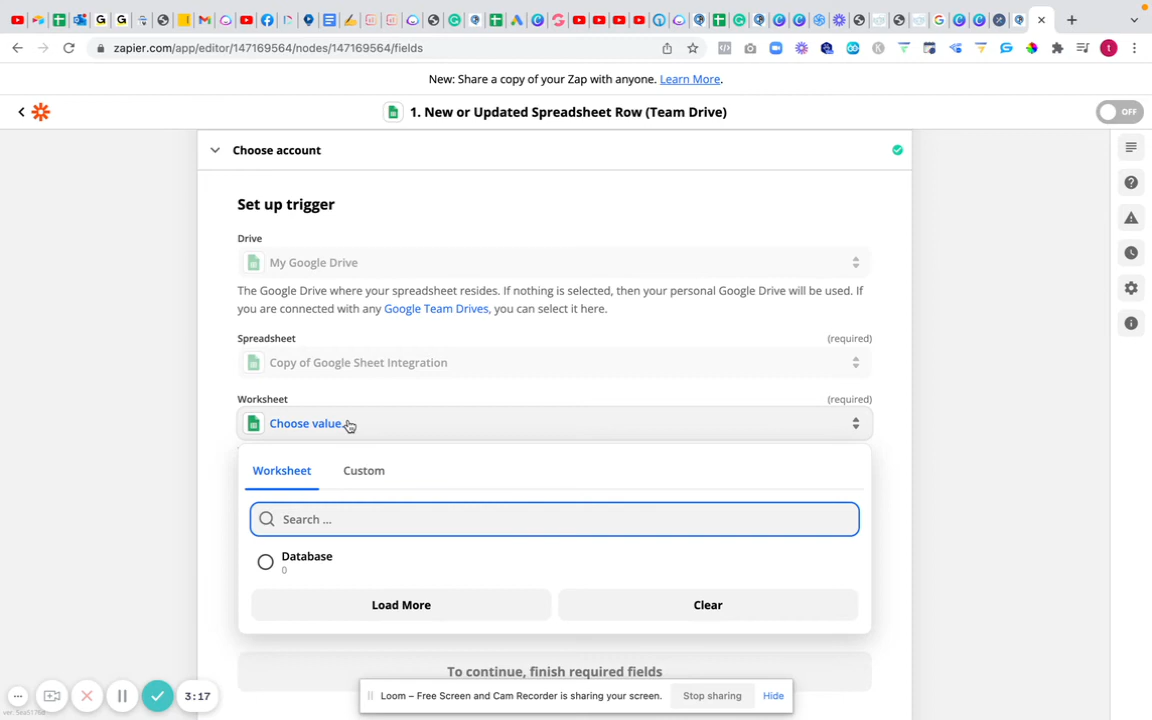 zapier.com/app/editor/147169564/nodes/147169564/fields
New: Share a copy of your Zap with anyone. Learn More.
1. New or Updated Spreadsheet Row (Team Drive)
OFF
Choose account
Set up trigger
Drive
My Google Drive
The Google Drive where your spreadsheet resides. If nothing is selected, then your personal Google Drive will be used. If
you are connected with any Google Team Drives, you can select it here.
Spreadsheet (required)
Copy of Google Sheet Integration
Worksheet (required)
Choose value...
Worksheet Custom
Search ...
Database
0
Load More Clear
To continue, finish required fields
3:17
Loom – Free Screen and Cam Recorder is sharing your screen. Stop sharing Hide